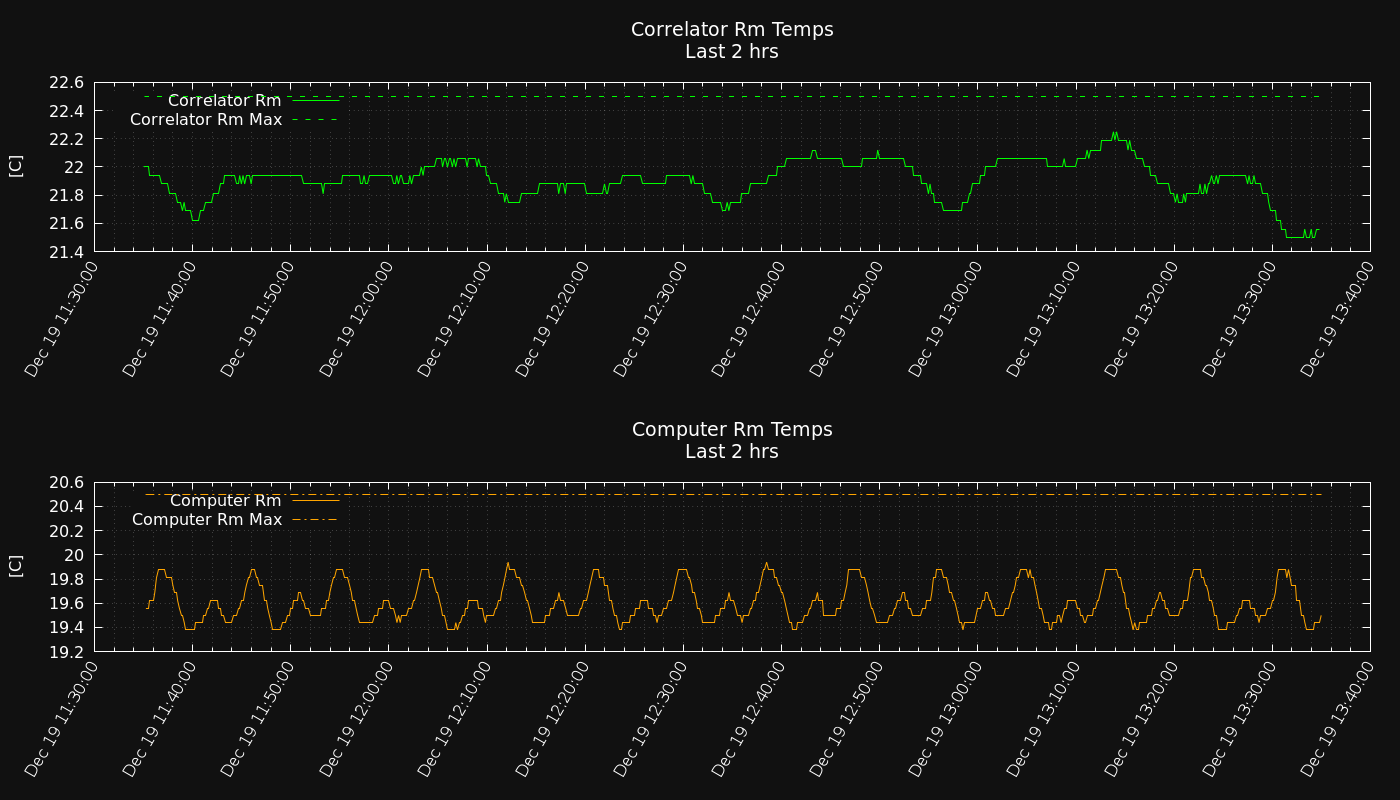 Correlator Rm Temps
Last 2 hrs
22.6
22.4
22.2
22
21.8
21.6
21.4
[C]
Correlator Rm
Correlator Rm Max
Dec 19 11:30:00
Dec 19 11:40:00
Dec 19 11:50:00
Dec 19 12:00:00
Dec 19 12:10:00
Dec 19 12:20:00
Dec 19 12:30:00
Dec 19 12:40:00
Dec 19 12:50:00
Dec 19 13:00:00
Dec 19 13:10:00
Dec 19 13:20:00
Dec 19 13:30:00
Dec 19 13:40:00
Computer Rm Temps
Last 2 hrs
20.6
20.4
20.2
20
19.8
19.6
19.4
19.2
[C]
Computer Rm
Computer Rm Max
Dec 19 11:30:00
Dec 19 11:40:00
Dec 19 11:50:00
Dec 19 12:00:00
Dec 19 12:10:00
Dec 19 12:20:00
Dec 19 12:30:00
Dec 19 12:40:00
Dec 19 12:50:00
Dec 19 13:00:00
Dec 19 13:10:00
Dec 19 13:20:00
Dec 19 13:30:00
Dec 19 13:40:00